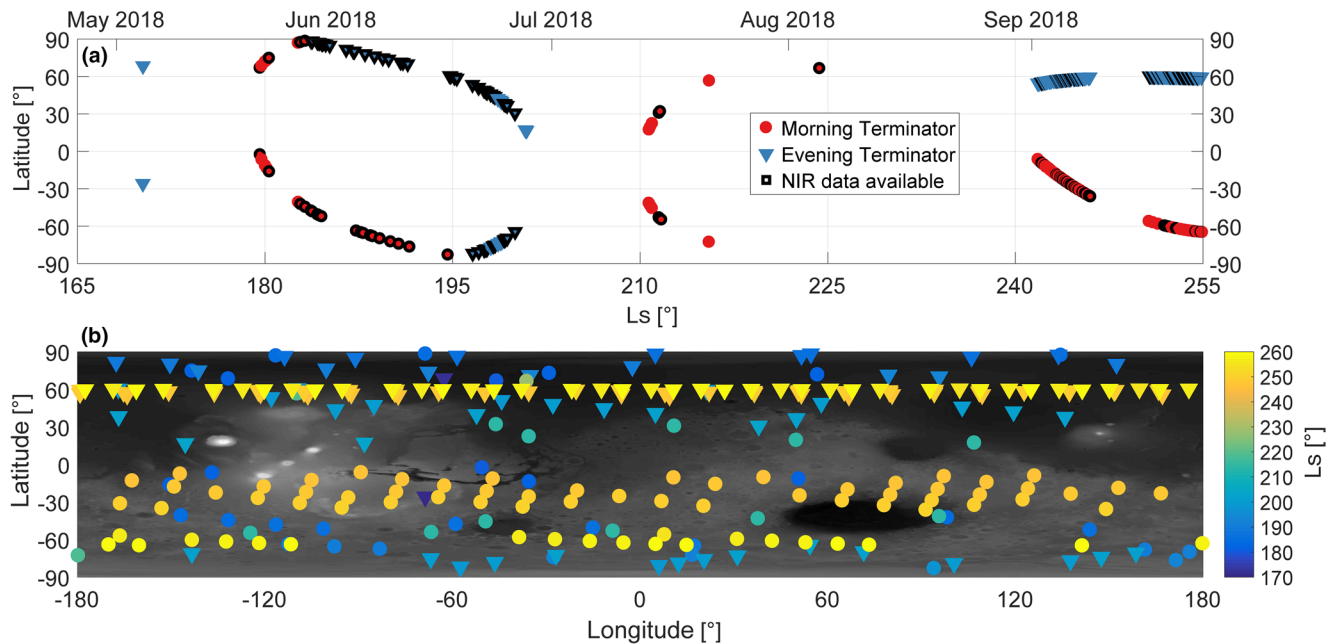 May 2018 Jun 2018 Jul 2018 Aug 2018 Sep 2018
(a)
90 90
60 60
30 30
0 0
-30 -30
-60 -60
-90 -90
Latitude [°]
Morning Terminator
Evening Terminator
NIR data available
165 180 195 210 225 240 255
Ls [°]
(b)
90
60
30
0
-30
-60
-90
Latitude [°]
-180 -120 -60 0 60 120 180
Longitude [°]
260
250
240
230
220
210
200
190
180
170
Ls [°]